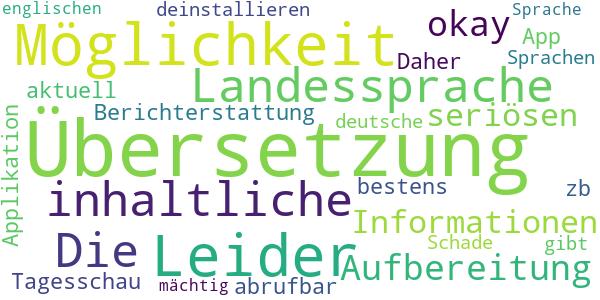 englischen deinstallieren Sprache
Möglichkeit okay App
Daher Sprachen
aktuell Landessprache
Berichterstattung seriösen
Applikation
Übersetzung deutsche
inhaltliche bestens zb
Informationen
Die Leider Schade gibt
Aufbereitung
Tagesschau mächtig abrufbar